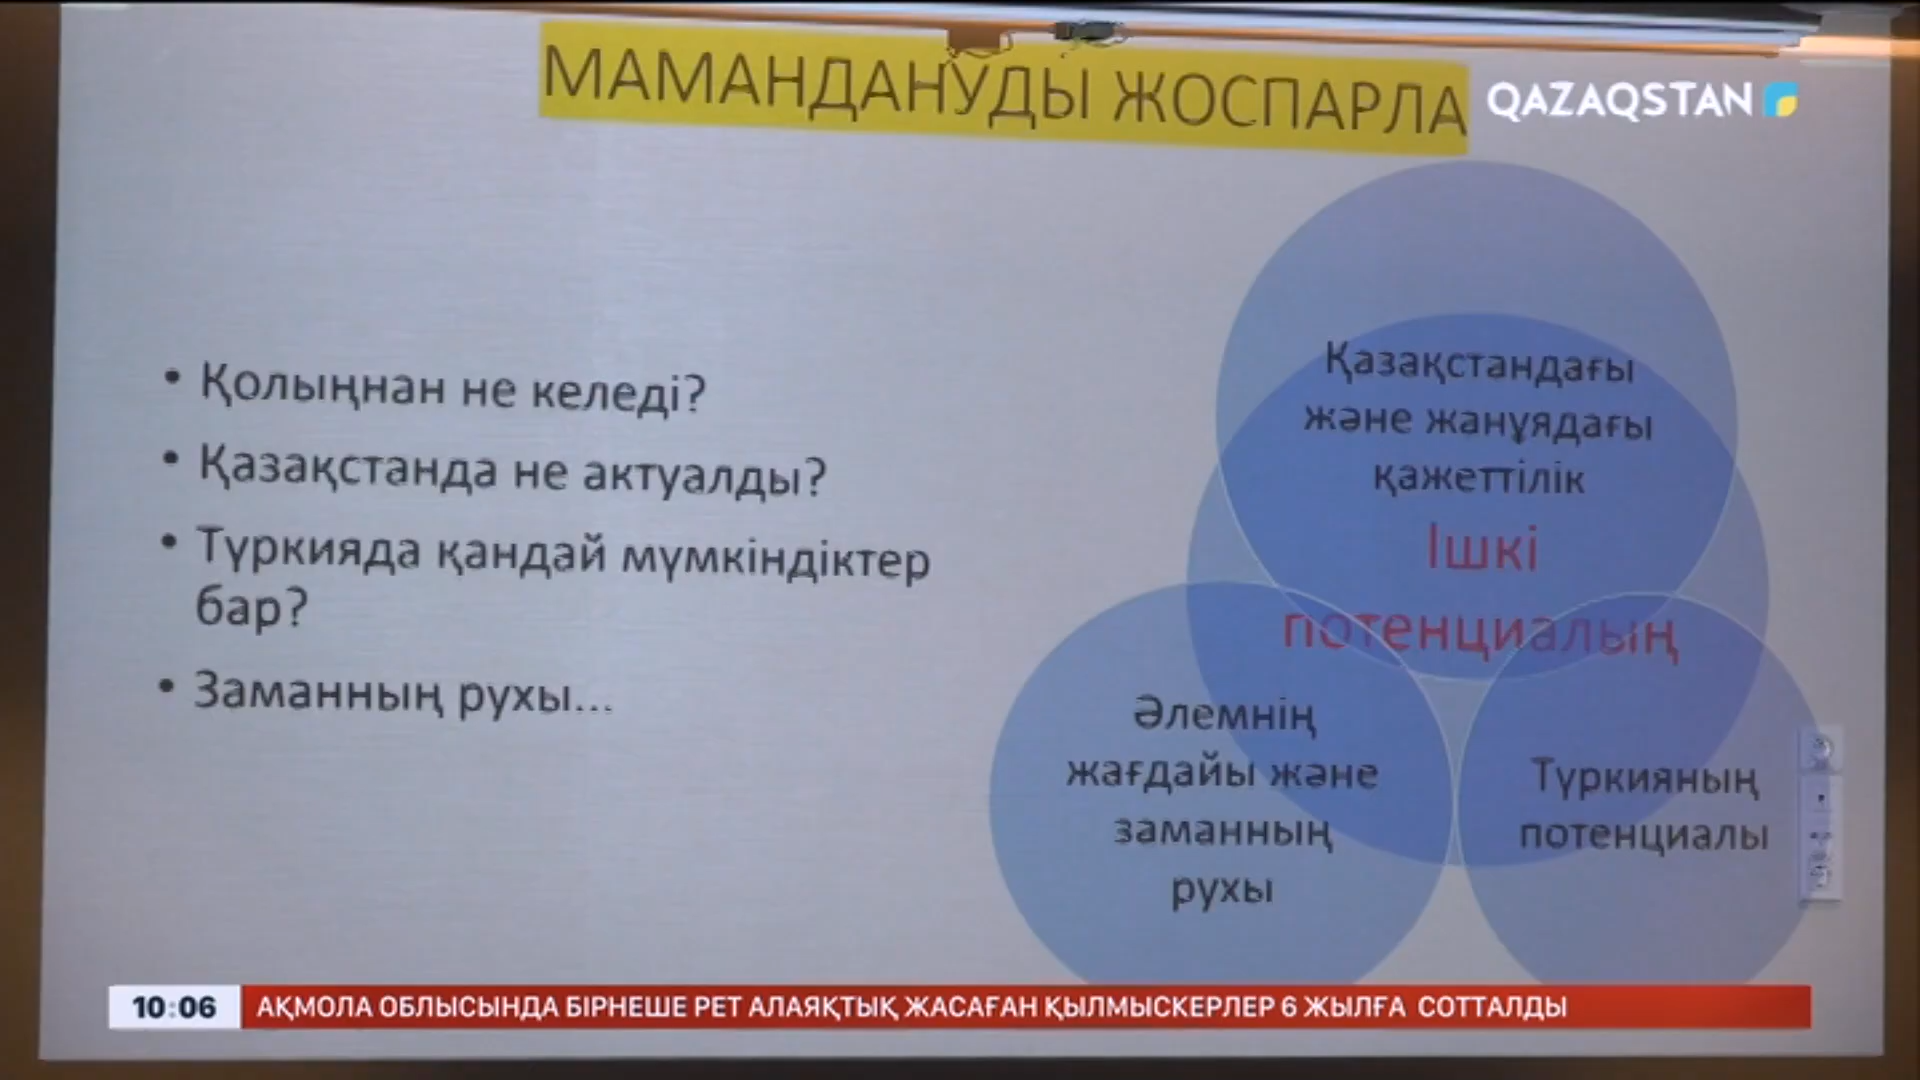 МАМАНДАНУДЫ ЖОСПАРЛА
QAZAQSTAN
• Қолыңнан не келеді?
• Қазақстанда не актуалды?
• Түркияда қандай мүмкіндіктер
бар?
• Заманның рухы...
Қазақстандағы
және жанұядағы
қажеттілік
Ішкі
потенциалың
Әлемнің
жағдайы және
заманның
рухы
Түркияның
потенциалы
10:06 АҚМОЛА ОБЛЫСЫНДА БІРНЕШЕ РЕТ АЛАЯҚТЫҚ ЖАСАҒАН ҚЫЛМЫСКЕРЛЕР 6 ЖЫЛҒА СОТТАЛДЫ